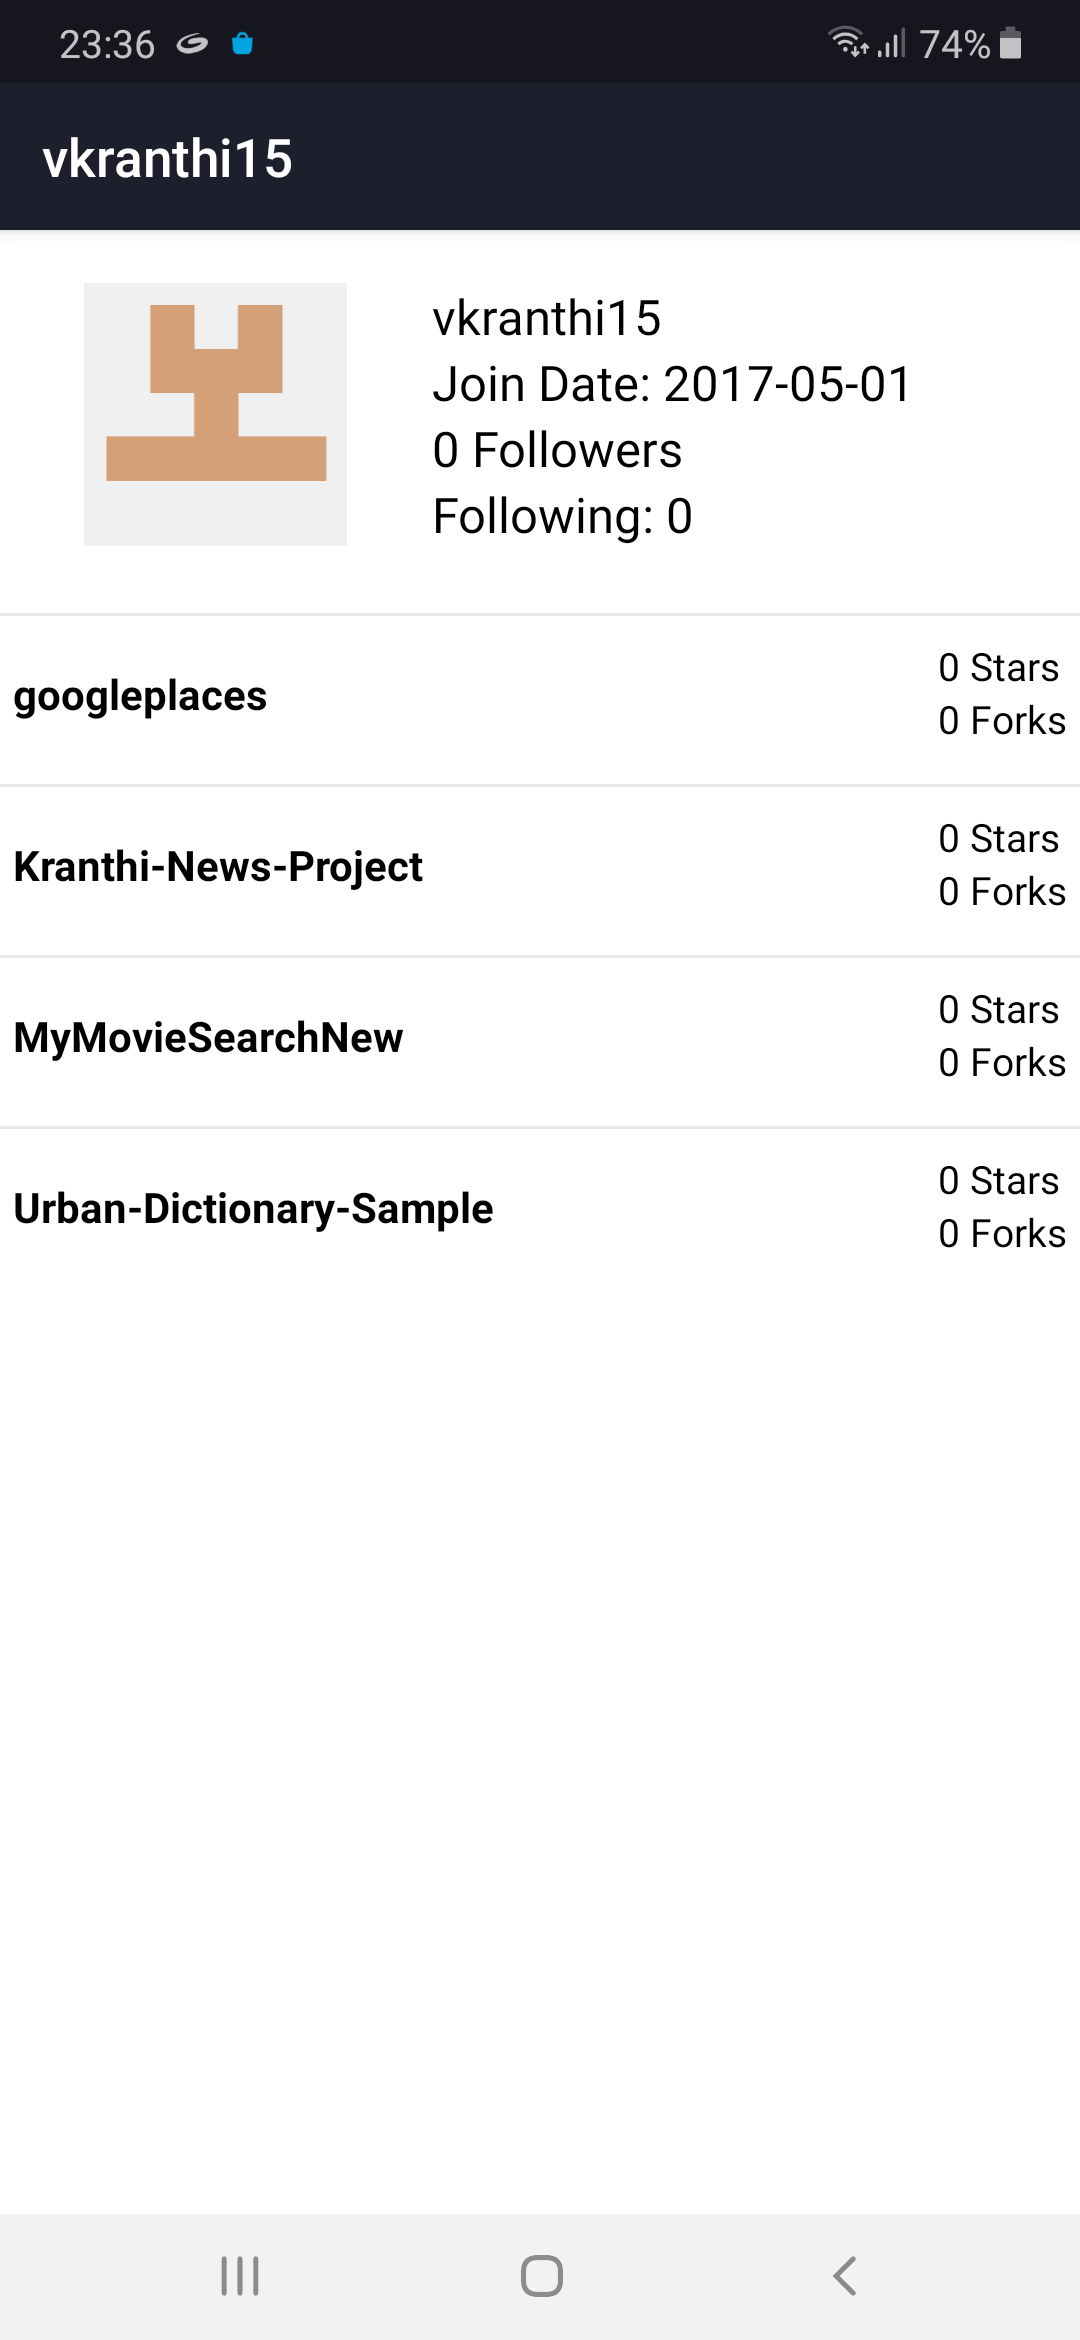 23:36 74%
vkranthi15
vkranthi15
Join Date: 2017-05-01
0 Followers
Following: 0
googleplaces
0 Stars
0 Forks
Kranthi-News-Project
0 Stars
0 Forks
MyMovieSearchNew
0 Stars
0 Forks
Urban-Dictionary-Sample
0 Stars
0 Forks